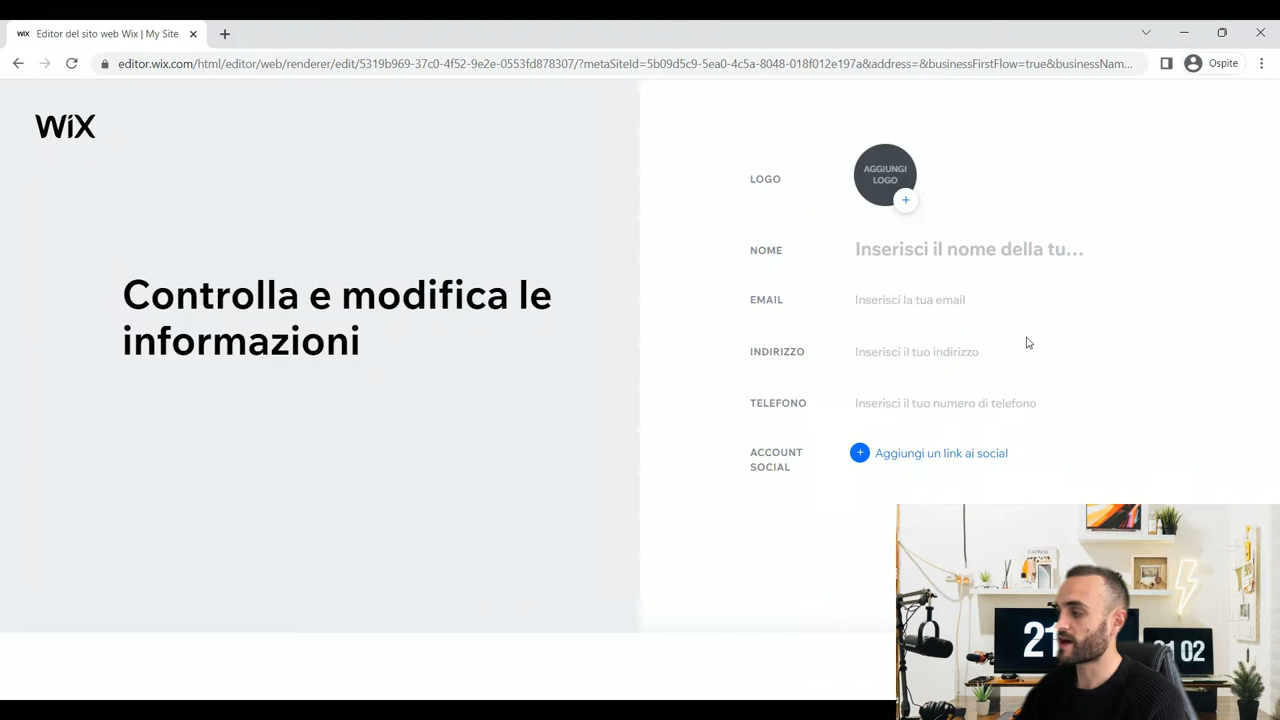 WIX Editor del sito web Wix | My Site
editor.wix.com/html/editor/web/renderer/edit/5319b969-37c0-4f52-9e2e-0553fd878307/?metaSiteId=5b09d5c9-5ea0-4c5a-8048-018f012e197a&address=&businessFirstFlow=true&businessNam...
Ospite
WiX
Controlla e modifica le
informazioni
LOGO
AGGIUNGI
LOGO
NOME
Inserisci il nome della tu...
EMAIL
Inserisci la tua email
INDIRIZZO
Inserisci il tuo indirizzo
TELEFONO
Inserisci il tuo numero di telefono
ACCOUNT
SOCIAL
Aggiungi un link ai social
21
02